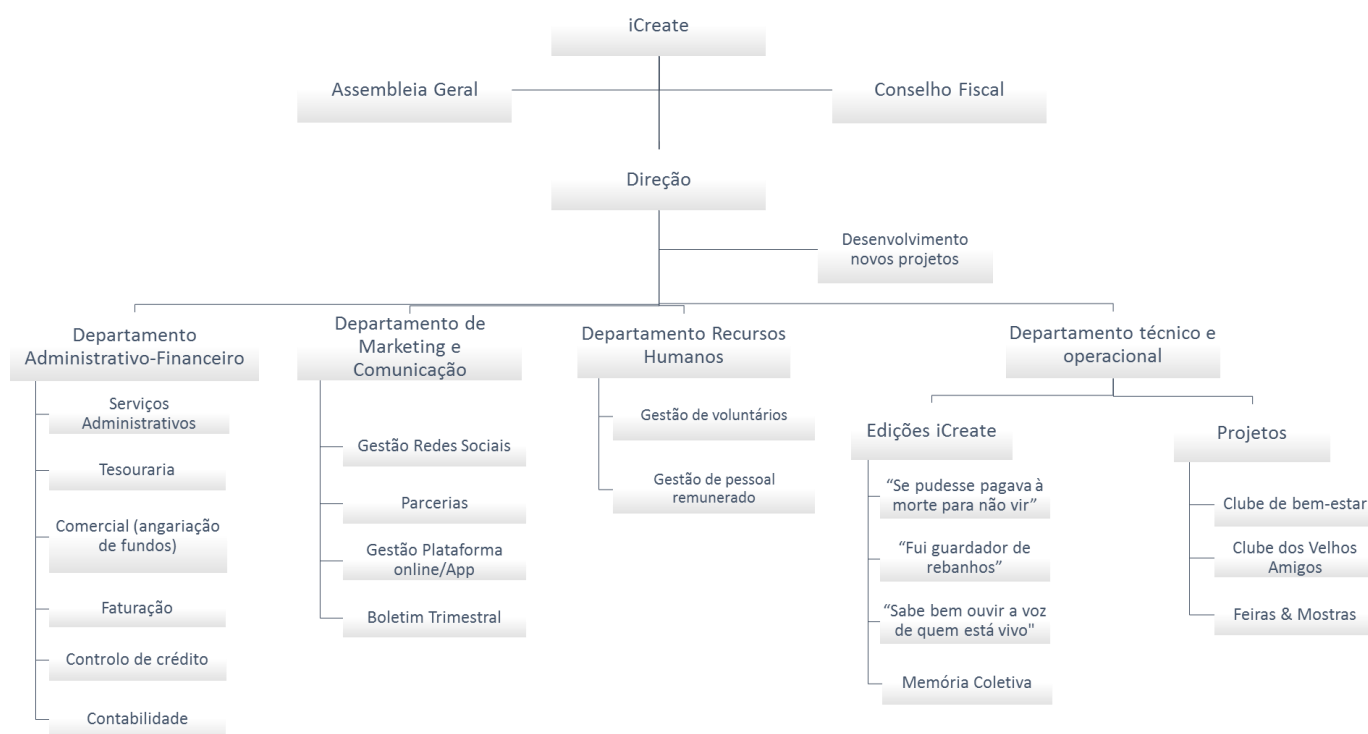 iCreate
Assembleia Geral
Conselho Fiscal
Direção
Desenvolvimento
novos projetos
Departamento
Administrativo-Financeiro
Serviços
Administrativos
Tesouraria
Comercial (angariação
de fundos)
Faturação
Controlo de crédito
Contabilidade
Departamento de
Marketing e
Comunicação
Gestão Redes Sociais
Parcerias
Gestão Plataforma
online/App
Boletim Trimestral
Departamento Recursos
Humanos
Gestão de voluntários
Gestão de pessoal
remunerado
Departamento técnico e
operacional
Edições iCreate
“Se pudesse pagava à
morte para não vir”
“Fui guardador de
rebanhos”
“Sabe bem ouvir a voz
de quem está vivo"
Memória Coletiva
Projetos
Clube de bem-estar
Clube dos Velhos
Amigos
Feiras & Mostras